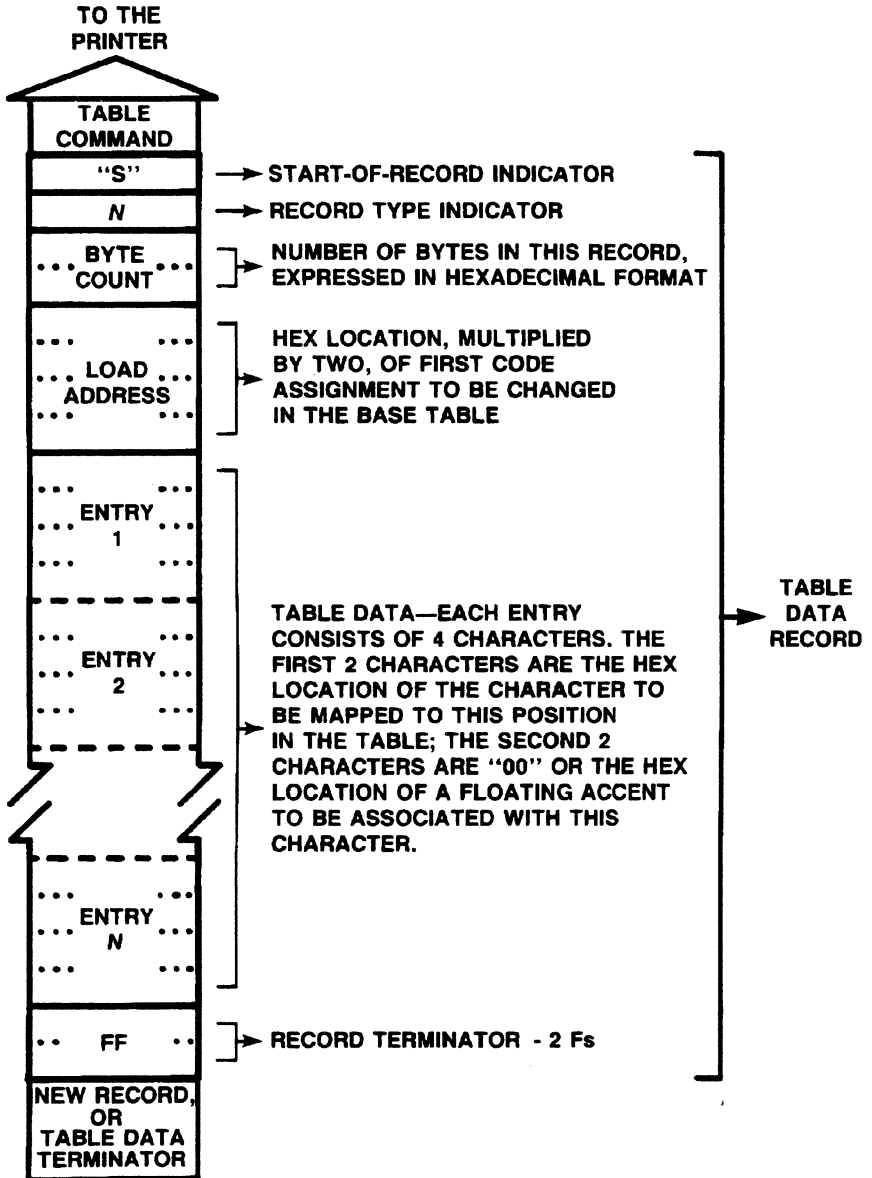 TO THE
PRINTER
TABLE
COMMAND
“S”
START-OF-RECORD INDICATOR
N
RECORD TYPE INDICATOR
BYTE
COUNT
NUMBER OF BYTES IN THIS RECORD,
EXPRESSED IN HEXADECIMAL FORMAT
LOAD
ADDRESS
HEX LOCATION, MULTIPLIED
BY TWO, OF FIRST CODE
ASSIGNMENT TO BE CHANGED
IN THE BASE TABLE
ENTRY
1
ENTRY
2
TABLE DATA—EACH ENTRY
CONSISTS OF 4 CHARACTERS. THE
FIRST 2 CHARACTERS ARE THE HEX
LOCATION OF THE CHARACTER TO
BE MAPPED TO THIS POSITION
IN THE TABLE; THE SECOND 2
CHARACTERS ARE “00” OR THE HEX
LOCATION OF A FLOATING ACCENT
TO BE ASSOCIATED WITH THIS
CHARACTER.
TABLE
DATA
RECORD
ENTRY
N
FF
RECORD TERMINATOR - 2 Fs
NEW RECORD,
OR
TABLE DATA
TERMINATOR